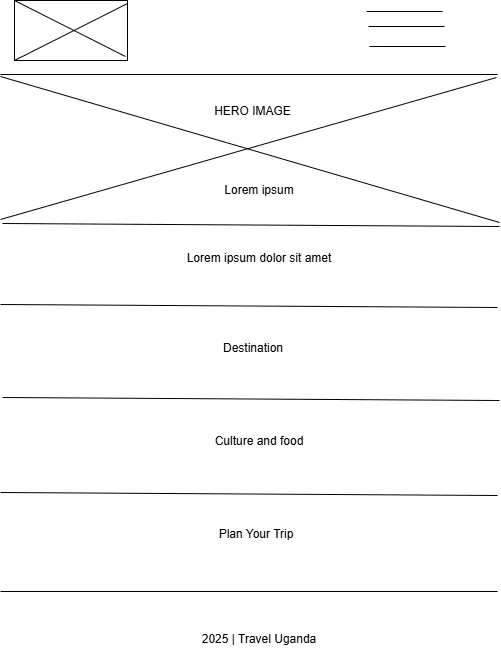 HERO IMAGE
Lorem ipsum
Lorem ipsum dolor sit amet
Destination
Culture and food
Plan Your Trip
2025 | Travel Uganda